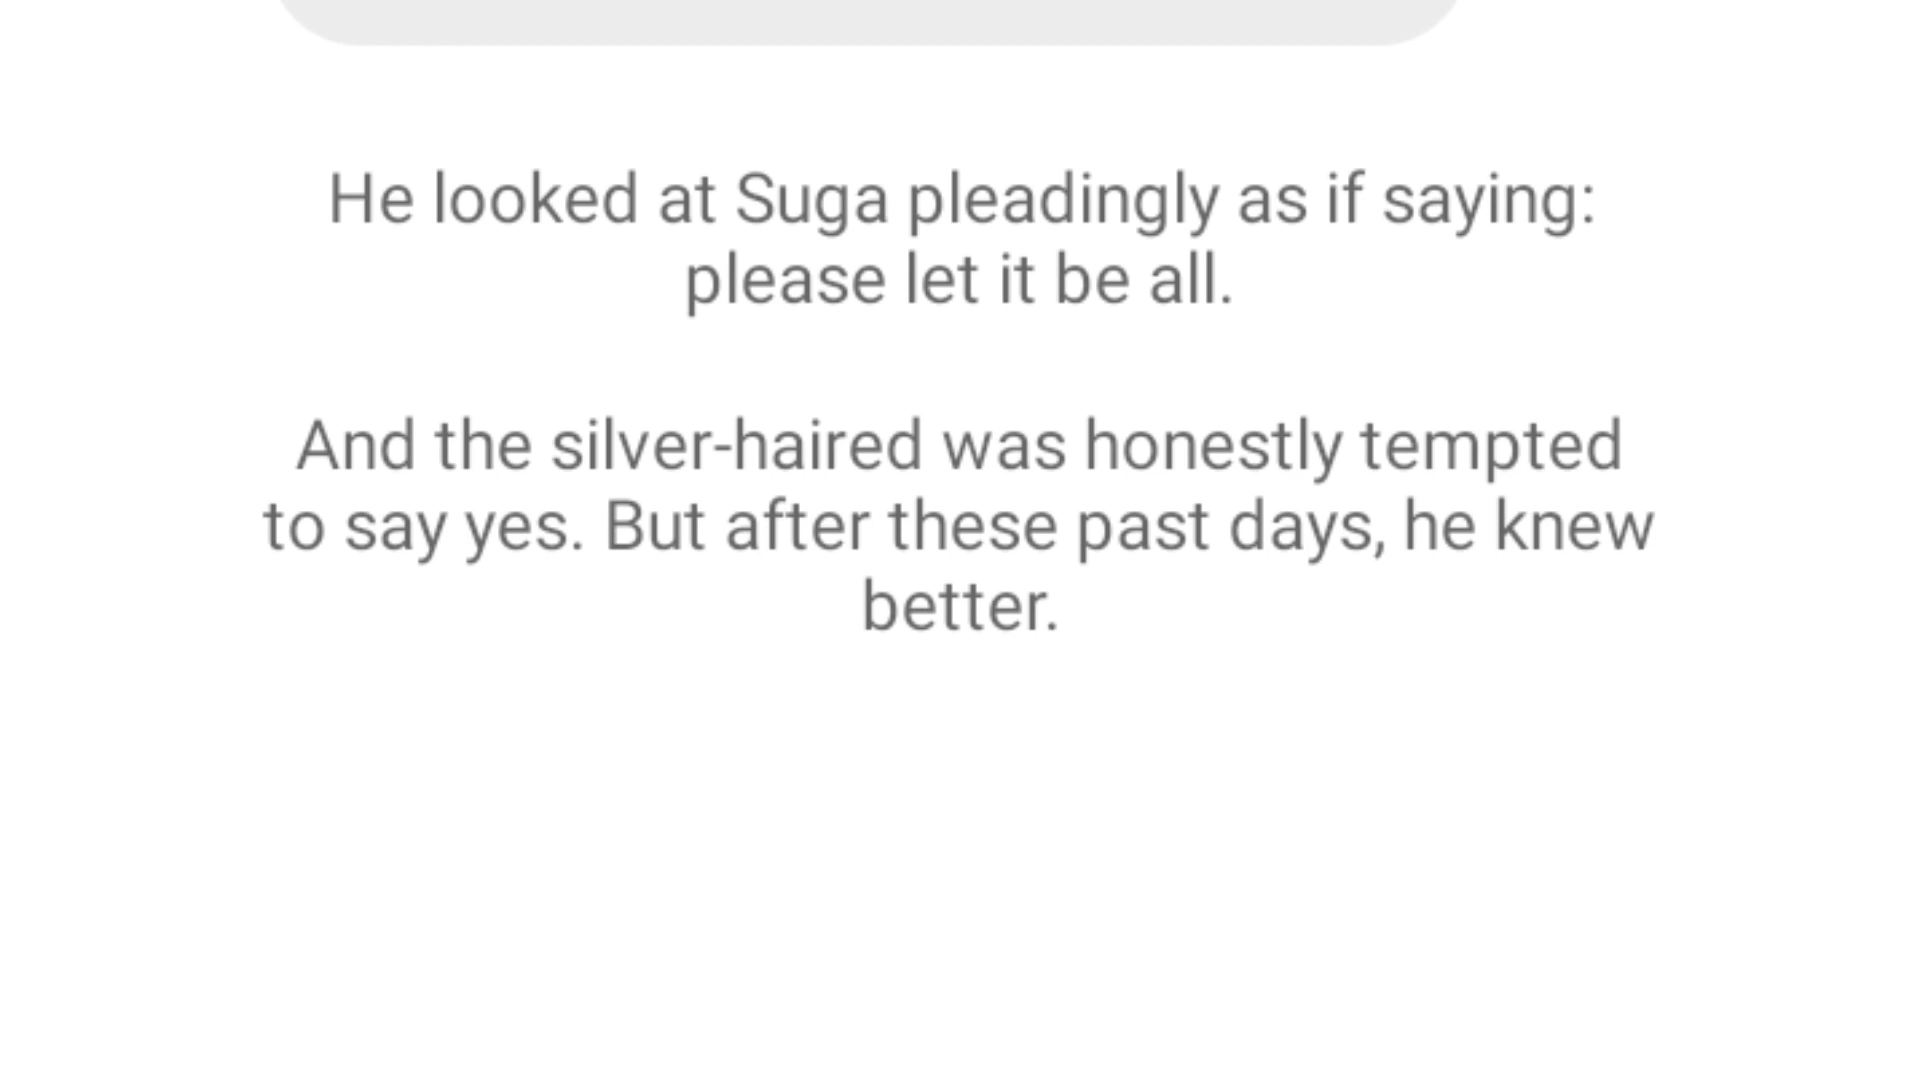 He looked at Suga pleadingly as if saying:
please let it be all.
And the silver-haired was honestly tempted
to say yes. But after these past days, he knew
better.